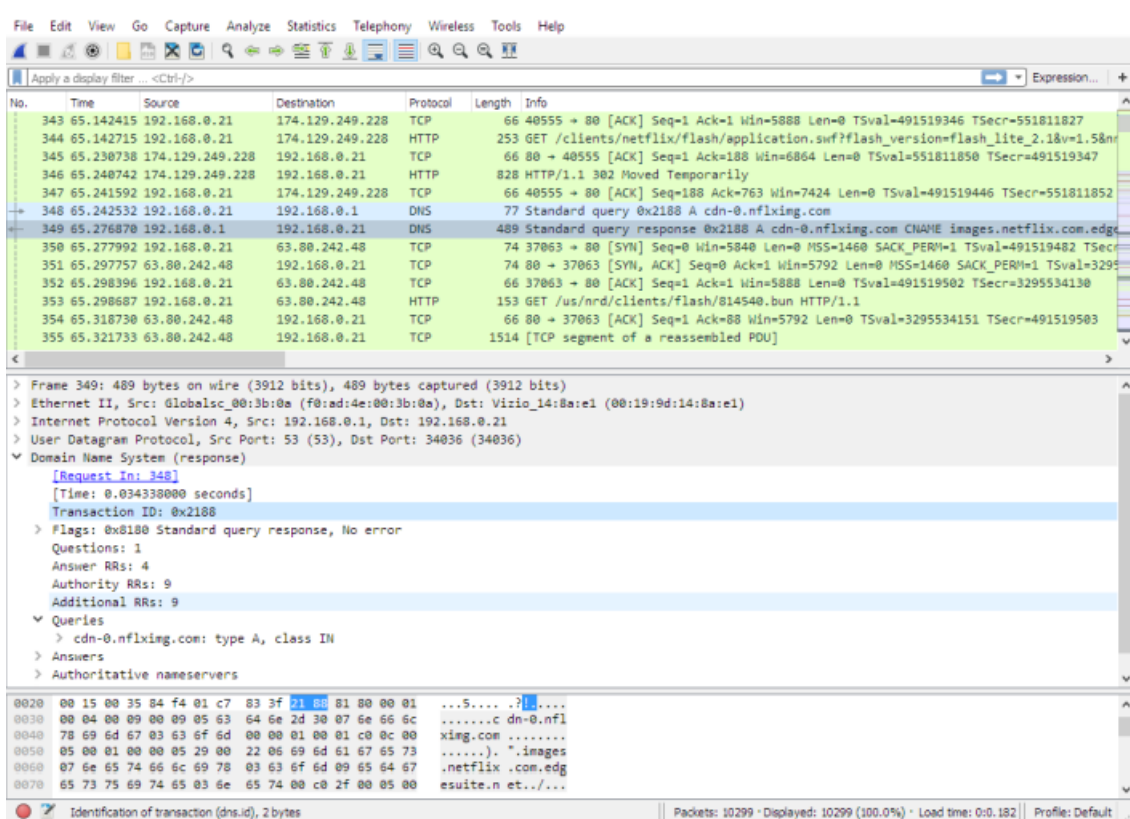 File Edit View Go Capture Analyze Statistics Telephony Wireless Tools Help
Apply a display filter ... <Ctrl-/> Expression... +
No. Time Source Destination Protocol Length Info
343 65.142415 192.168.0.21 174.129.249.228 TCP 66 40555 → 80 [ACK] Seq=1 Ack=1 Win=5888 Len=0 TSval=491519346 TSecr=551811827
344 65.142715 192.168.0.21 174.129.249.228 HTTP 253 GET /clients/netflix/flash/application.swf?flash_version=flash_lite_2.1&v=1.5&nr
345 65.230738 174.129.249.228 192.168.0.21 TCP 66 80 → 40555 [ACK] Seq=1 Ack=188 Win=6864 Len=0 TSval=551811850 TSecr=491519347
346 65.240742 174.129.249.228 192.168.0.21 HTTP 828 HTTP/1.1 302 Moved Temporarily
347 65.241592 192.168.0.21 174.129.249.228 TCP 66 40555 → 80 [ACK] Seq=188 Ack=763 Win=7424 Len=0 TSval=491519446 TSecr=551811852
348 65.242532 192.168.0.21 192.168.0.1 DNS 77 Standard query 0x2188 A cdn-0.nflximg.com
349 65.276870 192.168.0.1 192.168.0.21 DNS 489 Standard query response 0x2188 A cdn-0.nflximg.com CNAME images.netflix.com.edge
350 65.277992 192.168.0.21 63.80.242.48 TCP 74 37063 → 80 [SYN] Seq=0 Win=5840 Len=0 MSS=1460 SACK_PERM=1 TSval=491519482 TSecr
351 65.297757 63.80.242.48 192.168.0.21 TCP 74 80 → 37063 [SYN, ACK] Seq=0 Ack=1 Win=5792 Len=0 MSS=1460 SACK_PERM=1 TSval=3295
352 65.298396 192.168.0.21 63.80.242.48 TCP 66 37063 → 80 [ACK] Seq=1 Ack=1 Win=5888 Len=0 TSval=491519502 TSecr=3295534130
353 65.298687 192.168.0.21 63.80.242.48 HTTP 153 GET /us/nrd/clients/flash/814540.bun HTTP/1.1
354 65.318730 63.80.242.48 192.168.0.21 TCP 66 80 → 37063 [ACK] Seq=1 Ack=88 Win=5792 Len=0 TSval=3295534151 TSecr=491519503
355 65.321733 63.80.242.48 192.168.0.21 TCP 1514 [TCP segment of a reassembled PDU]
> Frame 349: 489 bytes on wire (3912 bits), 489 bytes captured (3912 bits)
> Ethernet II, Src: Globalsc_00:3b:0a (f0:ad:4e:00:3b:0a), Dst: Vizio_14:8a:e1 (00:19:9d:14:8a:e1)
> Internet Protocol Version 4, Src: 192.168.0.1, Dst: 192.168.0.21
> User Datagram Protocol, Src Port: 53 (53), Dst Port: 34036 (34036)
Domain Name System (response)
[Request In: 348]
[Time: 0.034338000 seconds]
Transaction ID: 0x2188
> Flags: 0x8180 Standard query response, No error
Questions: 1
Answer RRs: 4
Authority RRs: 9
Additional RRs: 9
Queries
> cdn-0.nflximg.com: type A, class IN
> Answers
> Authoritative nameservers
0020 00 15 00 35 84 f4 01 c7 83 3f 21 88 81 80 00 01 ...5.... .?!.....
0030 00 04 00 09 00 09 05 63 64 6e 2d 30 07 6e 66 6c .......c dn-0.nfl
0040 78 69 6d 67 03 63 6f 6d 00 00 01 00 01 c0 0c 00 ximg.com ........
0050 05 00 01 00 00 05 29 00 22 06 69 6d 61 67 65 73 ......). ".images
0060 07 6e 65 74 66 6c 69 78 03 63 6f 6d 09 65 64 67 .netflix .com.edg
0070 65 73 75 69 74 65 03 6e 65 74 00 c0 2f 00 05 00 esuite.n et../...
Identification of transaction (dns.id), 2 bytes Packets: 10299 · Displayed: 10299 (100.0%) · Load time: 0:0.182 Profile: Default